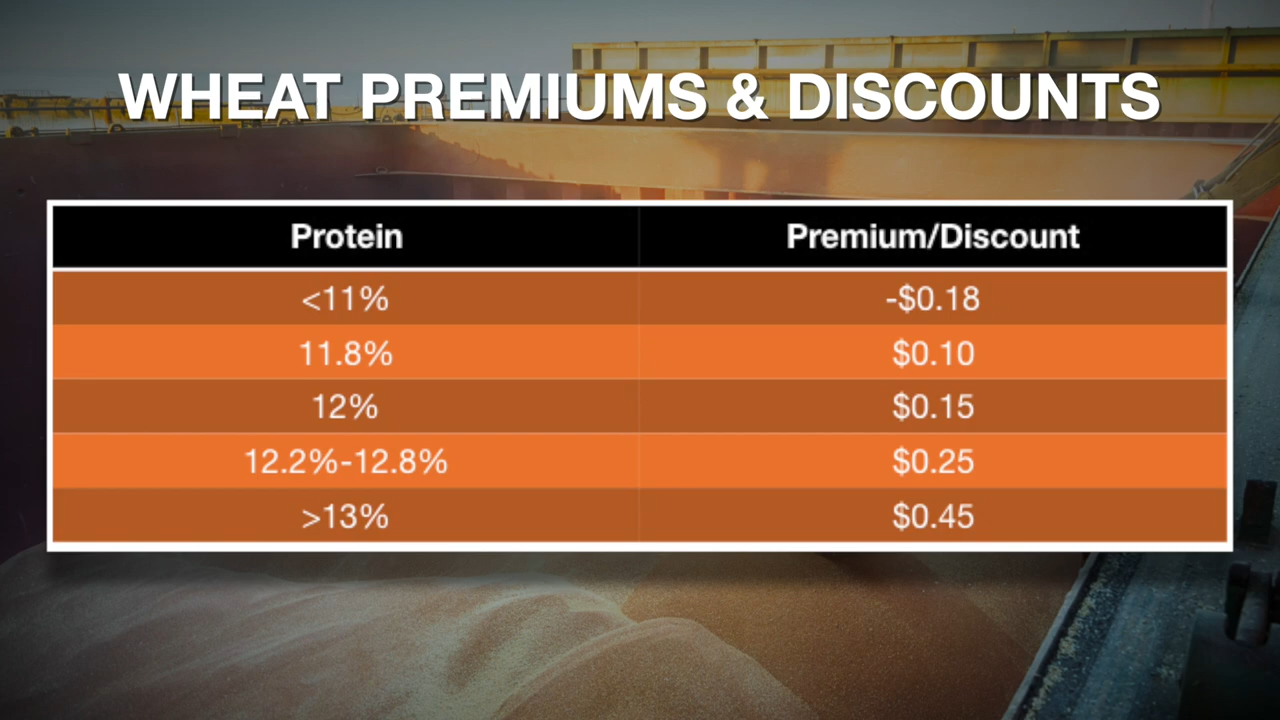 WHEAT PREMIUMS & DISCOUNTS
Protein Premium/Discount
<11% -$0.18
11.8% $0.10
12% $0.15
12.2%-12.8% $0.25
>13% $0.45